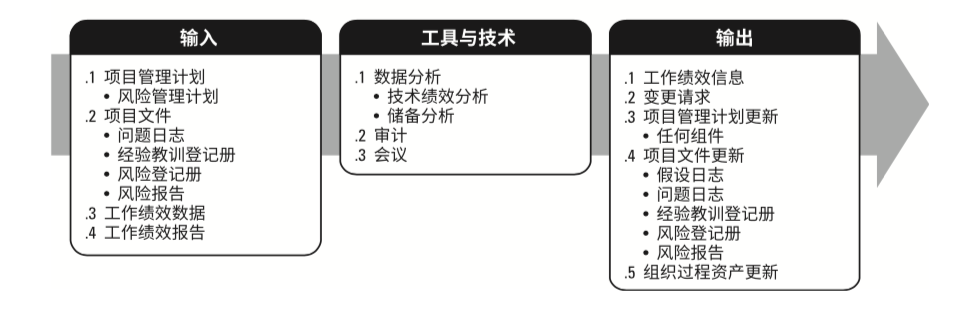 输入
.1 项目管理计划
• 风险管理计划
.2 项目文件
• 问题日志
• 经验教训登记册
• 风险登记册
• 风险报告
.3 工作绩效数据
.4 工作绩效报告
工具与技术
.1 数据分析
• 技术绩效分析
• 储备分析
.2 审计
.3 会议
输出
.1 工作绩效信息
.2 变更请求
.3 项目管理计划更新
• 任何组件
.4 项目文件更新
• 假设日志
• 问题日志
• 经验教训登记册
• 风险登记册
• 风险报告
.5 组织过程资产更新